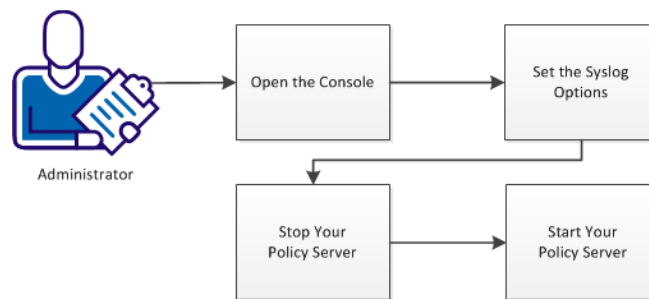 Administrator
Open the Console
Set the Syslog
Options
Stop Your
Policy Server
Start Your
Policy Server